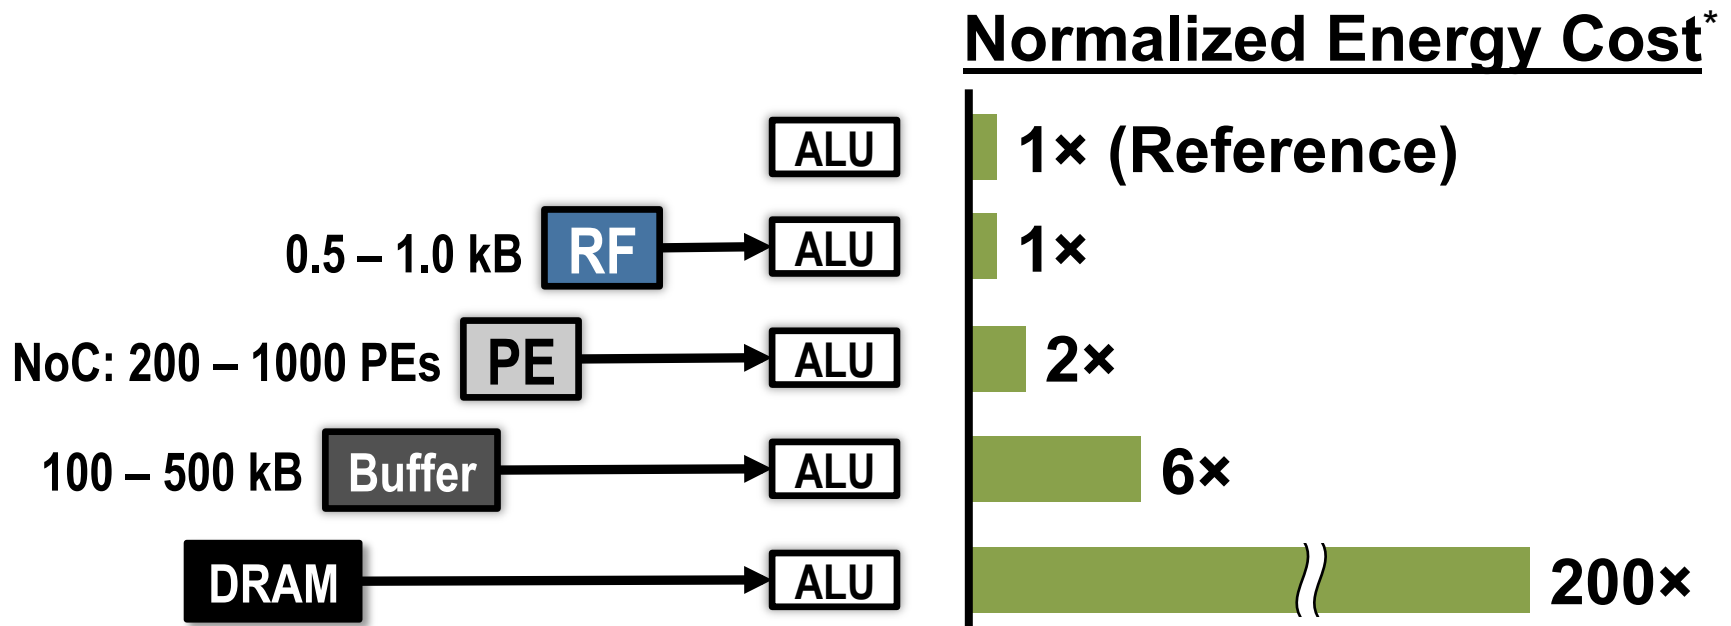 Normalized Energy Cost*
ALU 1× (Reference)
0.5 – 1.0 kB RF ALU 1×
NoC: 200 – 1000 PEs PE ALU 2×
100 – 500 kB Buffer ALU 6×
DRAM ALU 200×